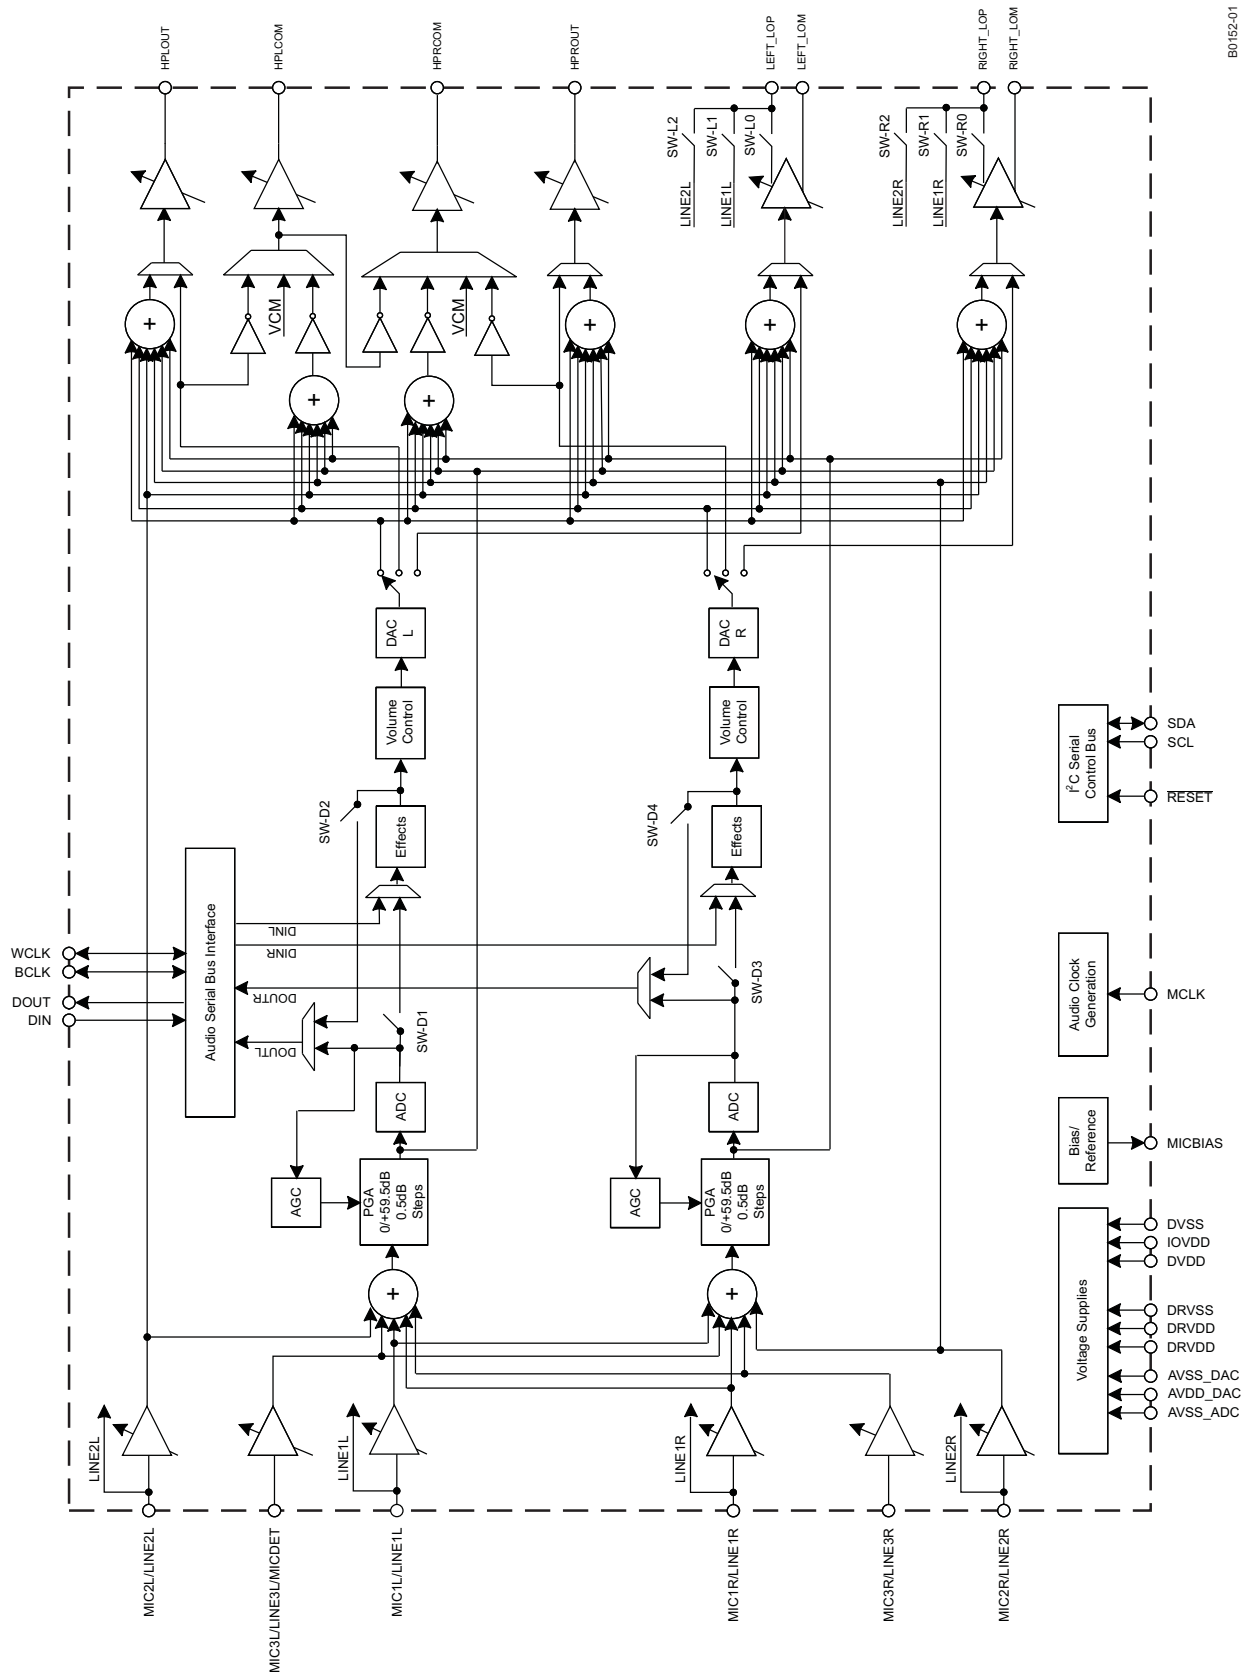 B0152-01
HPLOUT
HPLCOM
HPRCOM
HPROUT
LEFT_LOP
LEFT_LOM
RIGHT_LOP
RIGHT_LOM
SW-L2
SW-L1
SW-L0
LINE2L
LINE1L
SW-R2
SW-R1
SW-R0
LINE2R
LINE1R
VCM
VCM
+
+
+
+
+
+
DAC
L
DAC
R
Volume
Control
Volume
Control
SW-D2
SW-D4
Effects
Effects
Audio Serial Bus Interface
DINL
DINR
DOUTR
DOUTL
WCLK
BCLK
DOUT
DIN
SW-D1
SW-D3
ADC
ADC
AGC
AGC
PGA
0/+59.5dB
0.5dB
Steps
PGA
0/+59.5dB
0.5dB
Steps
+
+
I²C Serial
Control Bus
SDA
SCL
RESET
Audio Clock
Generation
MCLK
Bias/
Reference
MICBIAS
Voltage Supplies
DVSS
IOVDD
DVDD
DRVSS
DRVDD
DRVDD
AVSS_DAC
AVDD_DAC
AVSS_ADC
LINE2L
LINE1L
LINE1R
LINE2R
MIC2L/LINE2L
MIC3L/LINE3L/MICDET
MIC1L/LINE1L
MIC1R/LINE1R
MIC3R/LINE3R
MIC2R/LINE2R